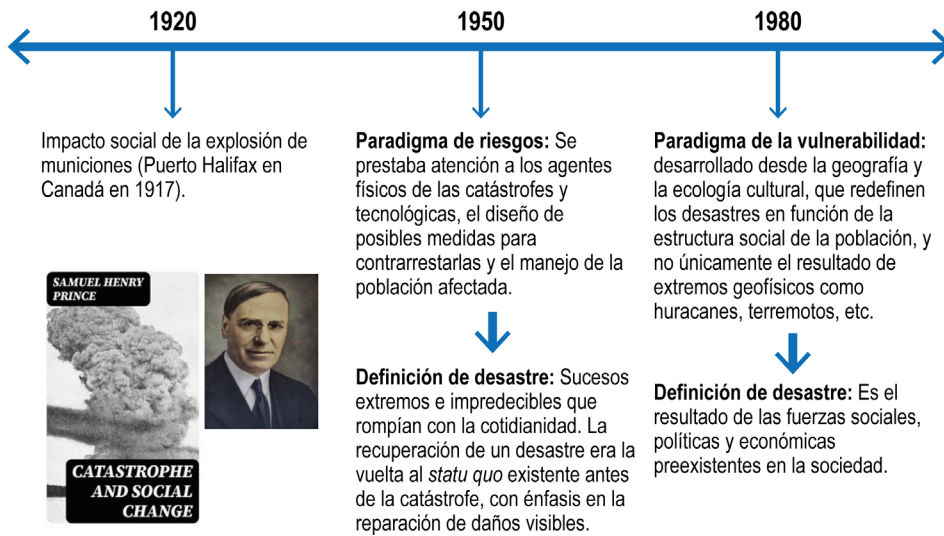 1920
1950
1980
Impacto social de la explosión de
municiones (Puerto Halifax en
Canadá en 1917).
SAMUEL HENRY
PRINCE
CATASTROPHE
AND SOCIAL
CHANGE
Paradigma de riesgos: Se
prestaba atención a los agentes
físicos de las catástrofes y
tecnológicas, el diseño de
posibles medidas para
contrarrestarlas y el manejo de la
población afectada.
Definición de desastre: Sucesos
extremos e impredecibles que
rompían con la cotidianidad. La
recuperación de un desastre era la
vuelta al statu quo existente antes
de la catástrofe, con énfasis en la
reparación de daños visibles.
Paradigma de la vulnerabilidad:
desarrollado desde la geografía y
la ecología cultural, que redefinen
los desastres en función de la
estructura social de la población, y
no únicamente el resultado de
extremos geofísicos como
huracanes, terremotos, etc.
Definición de desastre: Es el
resultado de las fuerzas sociales,
políticas y económicas
preexistentes en la sociedad.